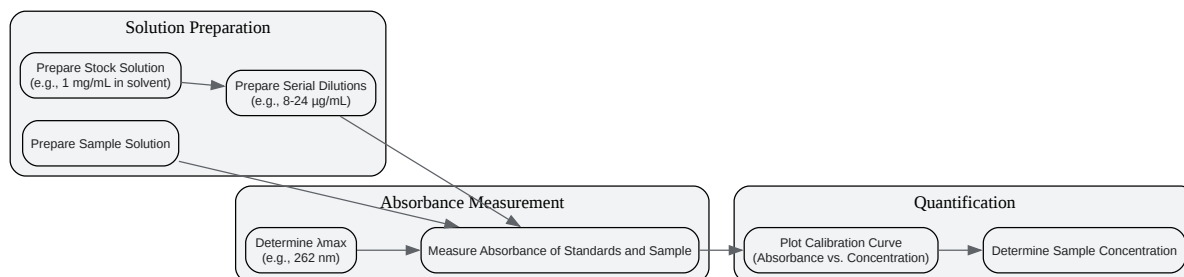 Solution Preparation
Prepare Stock Solution
(e.g., 1 mg/mL in solvent)
Prepare Serial Dilutions
(e.g., 8-24 µg/mL)
Prepare Sample Solution
Absorbance Measurement
Determine λmax
(e.g., 262 nm)
Measure Absorbance of Standards and Sample
Quantification
Plot Calibration Curve
(Absorbance vs. Concentration)
Determine Sample Concentration